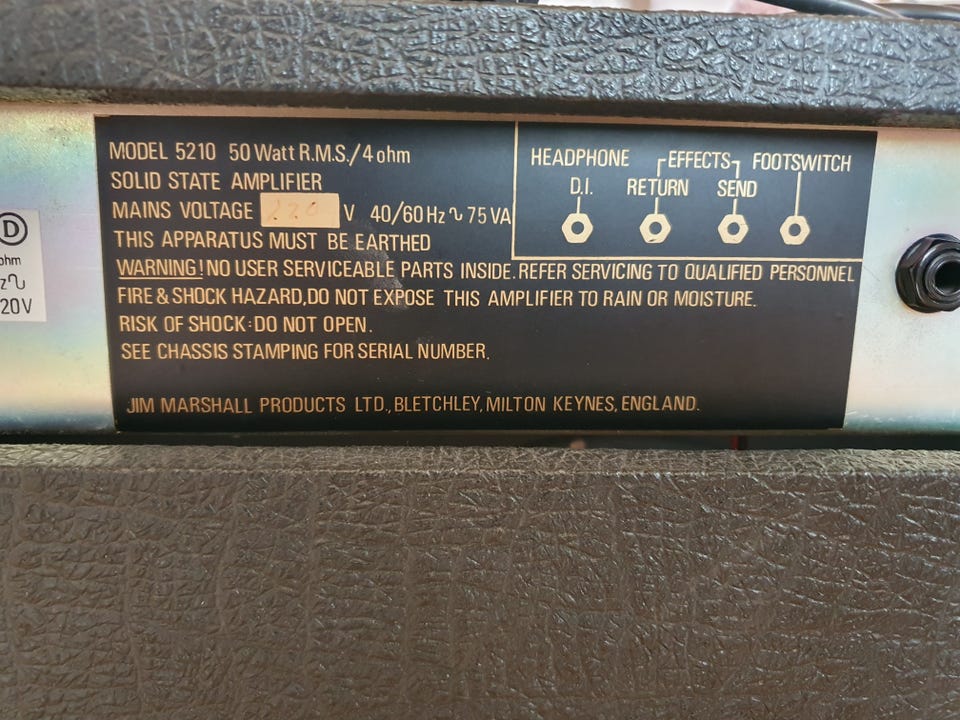 MODEL 5210 50 Watt R.M.S./4 ohm
SOLID STATE AMPLIFIER
MAINS VOLTAGE 220 V 40/60 Hz ∿ 75 VA
THIS APPARATUS MUST BE EARTHED
WARNING! NO USER SERVICEABLE PARTS INSIDE. REFER SERVICING TO QUALIFIED PERSONNEL
FIRE & SHOCK HAZARD, DO NOT EXPOSE THIS AMPLIFIER TO RAIN OR MOISTURE.
RISK OF SHOCK: DO NOT OPEN.
SEE CHASSIS STAMPING FOR SERIAL NUMBER.
JIM MARSHALL PRODUCTS LTD., BLETCHLEY, MILTON KEYNES, ENGLAND.
HEADPHONE EFFECTS FOOTSWITCH
D.I. RETURN SEND
D
ohm
z∿
20V